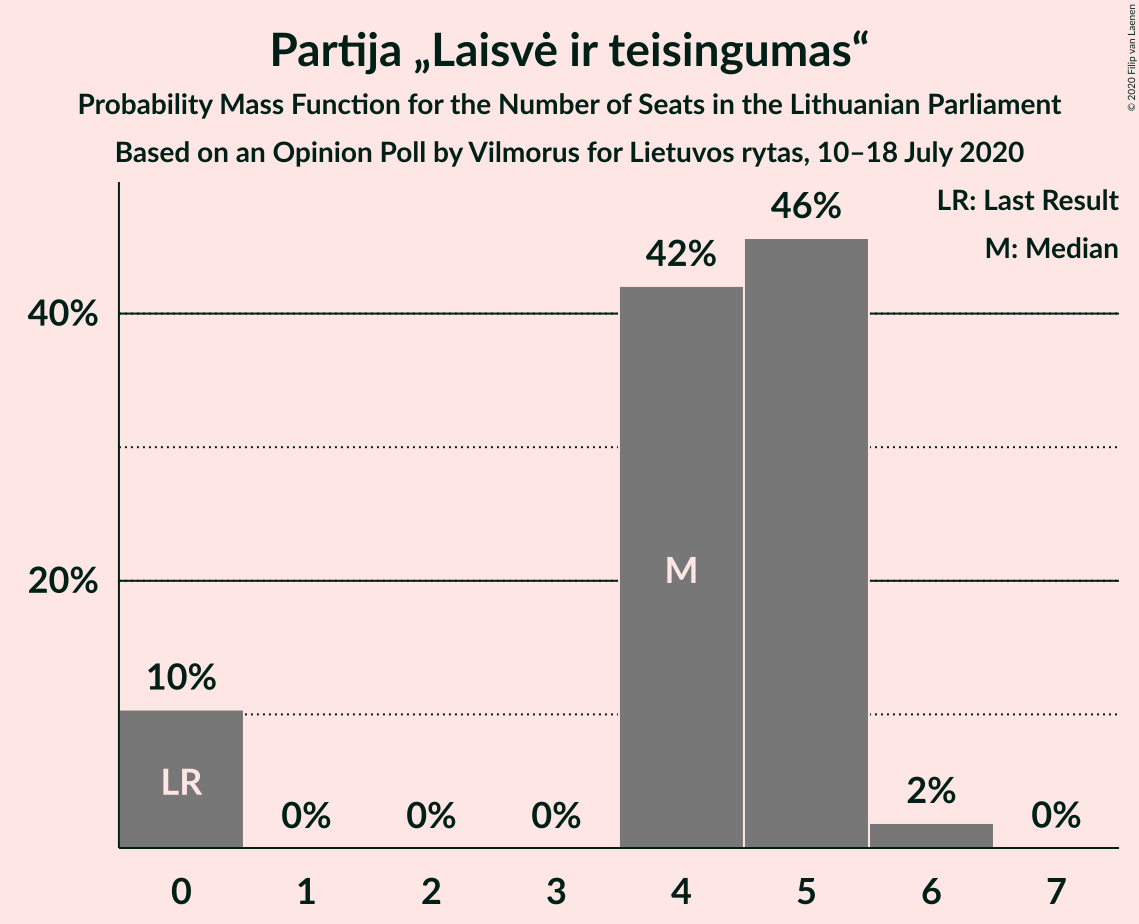 Partija „Laisvė ir teisingumas“
Probability Mass Function for the Number of Seats in the Lithuanian Parliament
Based on an Opinion Poll by Vilmorus for Lietuvos rytas, 10–18 July 2020
© 2020 Filip van Laenen
LR: Last Result
M: Median
46%
42%
40%
M
20%
10%
LR
0%
0%
0%
2%
0%
0 1 2 3 4 5 6 7